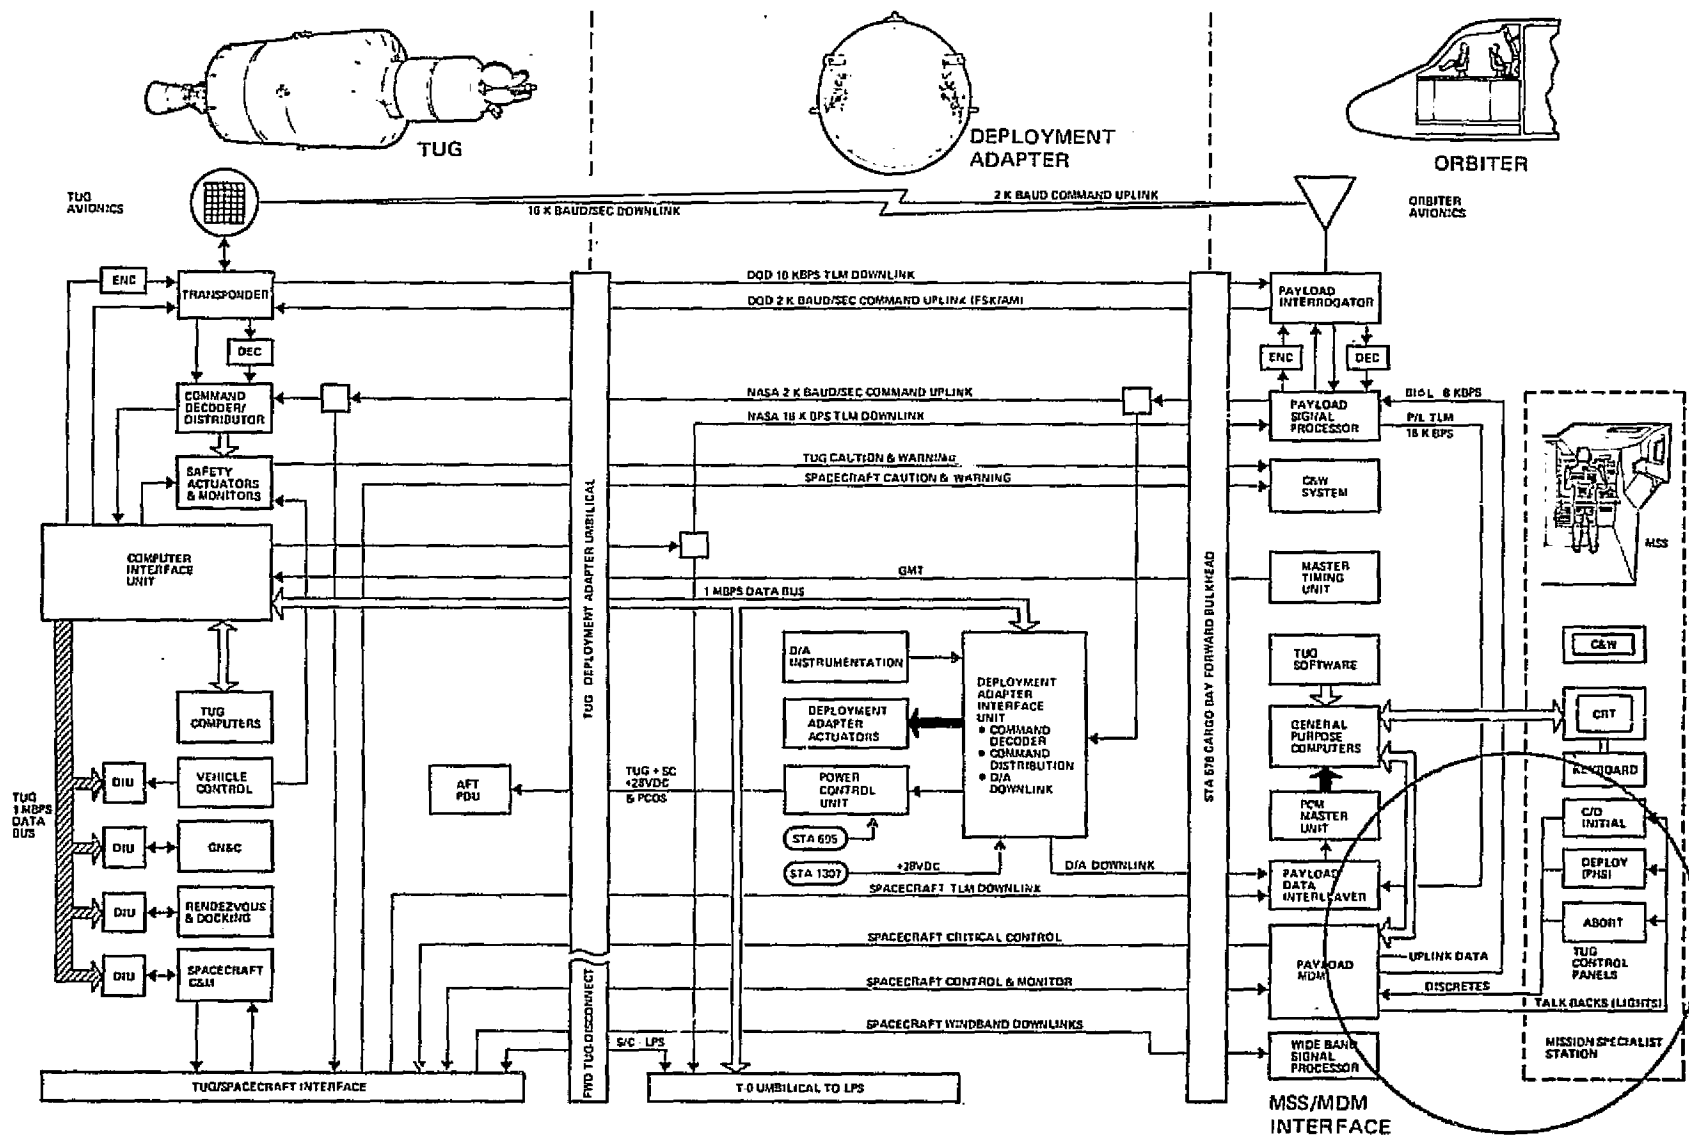 TUG
DEPLOYMENT
ADAPTER
ORBITER
TUG
AVIONICS
2 K BAUD COMMAND UPLINK
16 K BAUD/SEC DOWNLINK
ORBITER
AVIONICS
ENC
TRANSPONDER
DOD 16 KBPS TLM DOWNLINK
DOD 2 K BAUD/SEC COMMAND UPLINK (FSK/AM)
PAYLOAD
INTERROGATOR
DEC
ENC
DEC
COMMAND
DECODER/
DISTRIBUTOR
NASA 2 K BAUD/SEC COMMAND UPLINK
NASA 16 K BPS TLM DOWNLINK
PAYLOAD
SIGNAL
PROCESSOR
8 KBPS
P/L TLM
16 K BPS
SAFETY
ACTUATORS
& MONITORS
TUG CAUTION & WARNING
SPACECRAFT CAUTION & WARNING
C&W
SYSTEM
MSS
COMPUTER
INTERFACE
UNIT
TUG DEPLOYMENT ADAPTER UMBILICAL
GMT
1 MBPS DATA BUS
STA 576 CARGO BAY FORWARD BULKHEAD
MASTER
TIMING
UNIT
D/A
INSTRUMENTATION
TUG
SOFTWARE
C&W
TUG
COMPUTERS
DEPLOYMENT
ADAPTER
ACTUATORS
DEPLOYMENT
ADAPTER
INTERFACE
UNIT
● COMMAND
DECODER
● COMMAND
DISTRIBUTION
● D/A
DOWNLINK
GENERAL
PURPOSE
COMPUTERS
CRT
KEYBOARD
TUG
1 MBPS
DATA
BUS
DIU
VEHICLE
CONTROL
AFT
PDU
TUG + SC
+28VDC
& PCOS
POWER
CONTROL
UNIT
PCM
MASTER
UNIT
C/O
INITIAL
DIU
GN&C
STA 695
STA 1307
+28VDC
D/A DOWNLINK
PAYLOAD
DATA
INTERLEAVER
DEPLOY
(PHS)
DIU
RENDEZVOUS
& DOCKING
SPACECRAFT TLM DOWNLINK
ABORT
TUG
CONTROL
PANELS
DIU
SPACECRAFT
C&M
SPACECRAFT CRITICAL CONTROL
PAYLOAD
MDM
UPLINK DATA
DISCRETES
TALK BACKS (LIGHTS)
FWD TUG DISCONNECT
SPACECRAFT CONTROL & MONITOR
SPACECRAFT WINDBAND DOWNLINKS
S/C - LPS
WIDE BAND
SIGNAL
PROCESSOR
MISSION SPECIALIST
STATION
TUG/SPACECRAFT INTERFACE
T-0 UMBILICAL TO LPS
MSS/MDM
INTERFACE